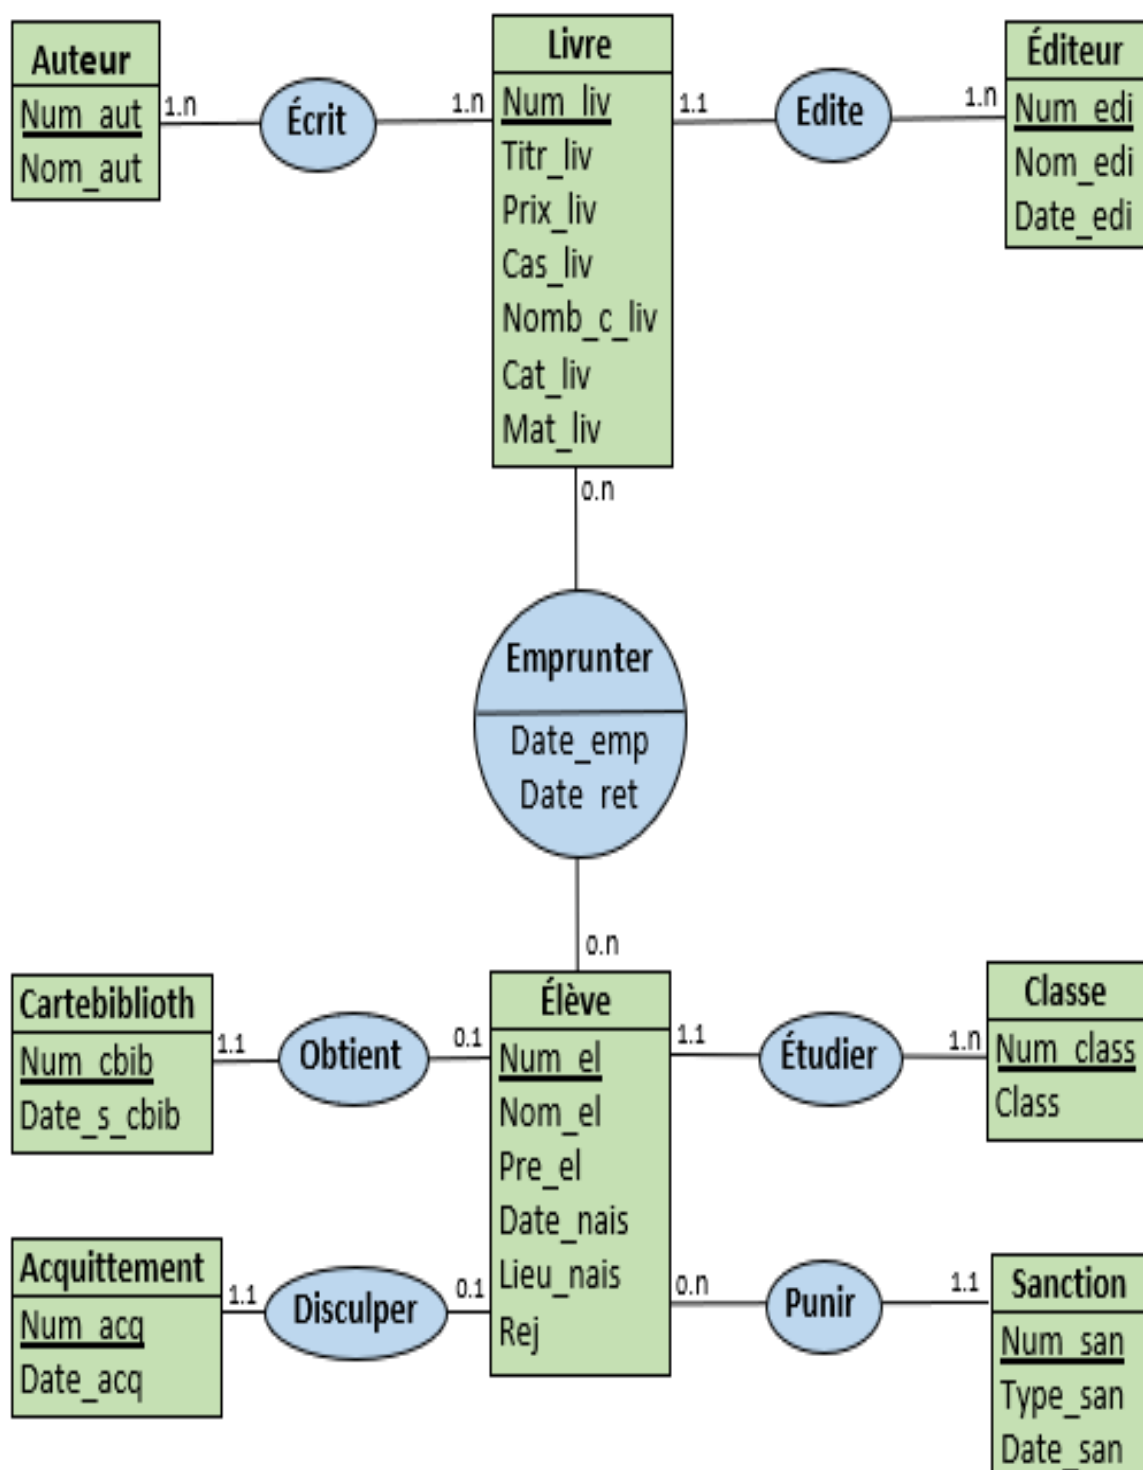 Auteur
Num_aut
Nom_aut
1.n
Écrit
1.n
Livre
Num_liv
Titr_liv
Prix_liv
Cas_liv
Nomb_c_liv
Cat_liv
Mat_liv
1.1
Edite
1.n
Éditeur
Num_edi
Nom_edi
Date_edi
0.n
Emprunter
Date_emp
Date ret
0.n
Cartebiblioth
Num_cbib
Date_s_cbib
1.1
Obtient
0.1
Élève
Num_el
Nom_el
Pre_el
Date_nais
Lieu_nais
Rej
1.1
Étudier
1.n
Classe
Num_class
Class
Acquittement
Num_acq
Date_acq
1.1
Disculper
0.1
0.n
Punir
1.1
Sanction
Num_san
Type_san
Date_san